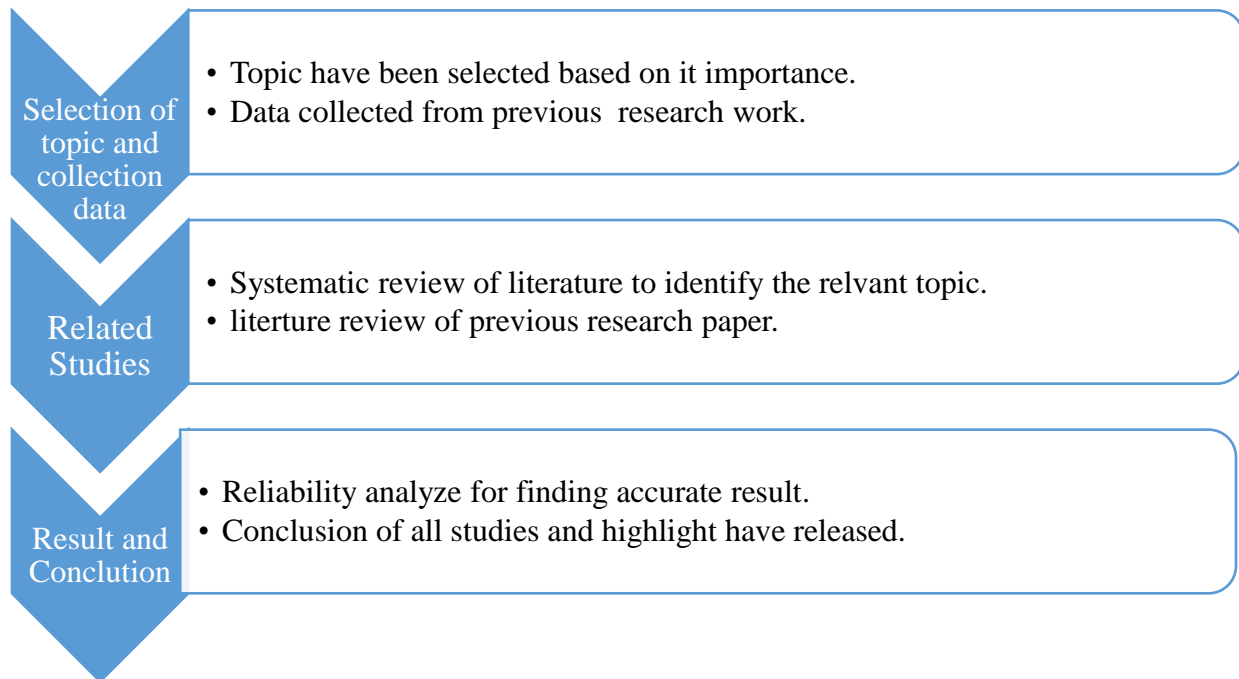 Selection of
topic and
collection
data
• Topic have been selected based on it importance.
• Data collected from previous research work.
Related
Studies
• Systematic review of literature to identify the relvant topic.
• literture review of previous research paper.
Result and
Conclution
• Reliability analyze for finding accurate result.
• Conclusion of all studies and highlight have released.